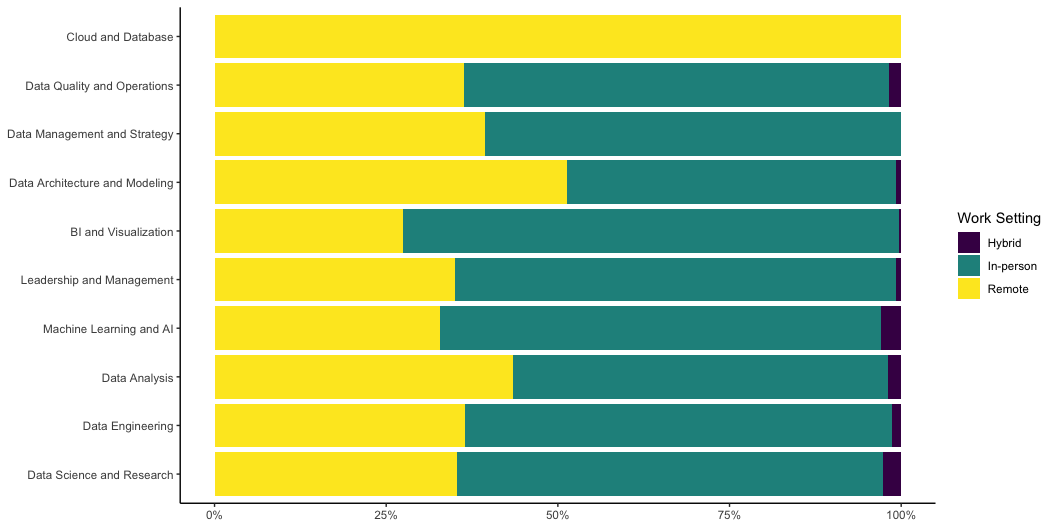 Cloud and Database
Data Quality and Operations
Data Management and Strategy
Data Architecture and Modeling
BI and Visualization
Leadership and Management
Machine Learning and AI
Data Analysis
Data Engineering
Data Science and Research
0% 25% 50% 75% 100%
Work Setting
Hybrid
In-person
Remote